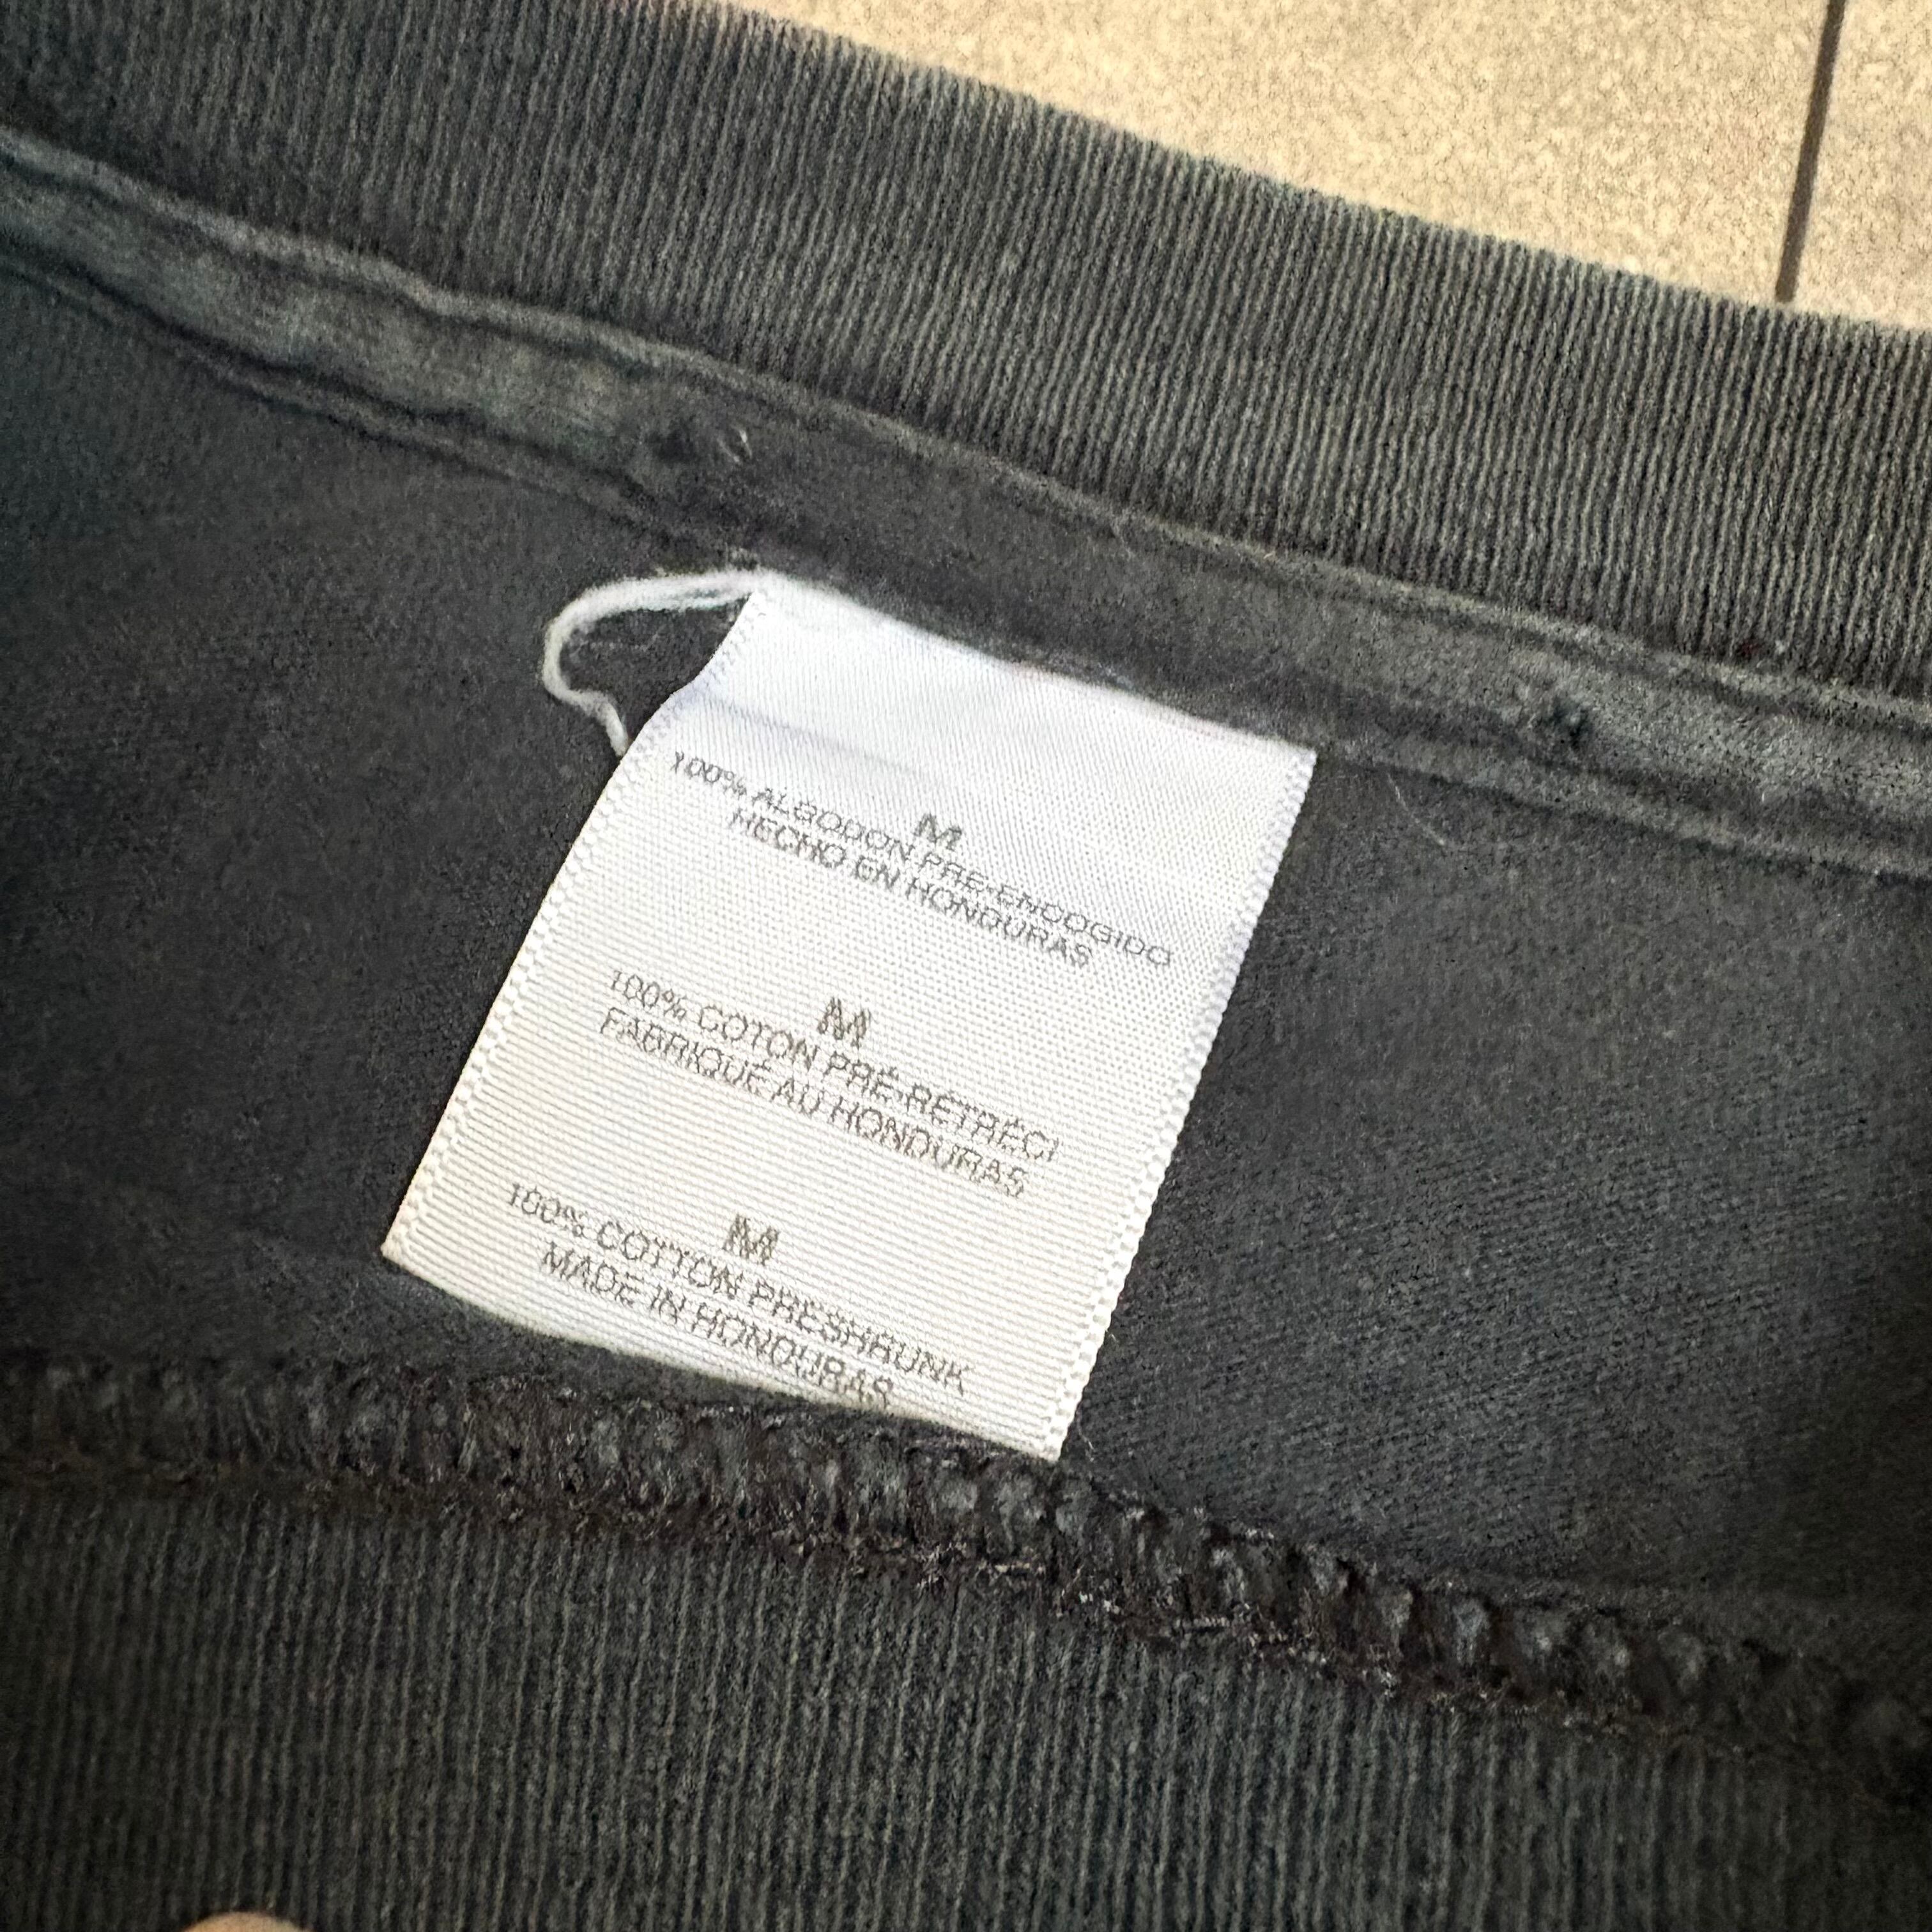 M
100% ALGODON PRE-ENCOGIDO
HECHO EN HONDURAS
M
100% COTON PRÉ-RÉTRÉCI
FABRIQUÉ AU HONDURAS
M
100% COTTON PRESHRUNK
MADE IN HONDURAS